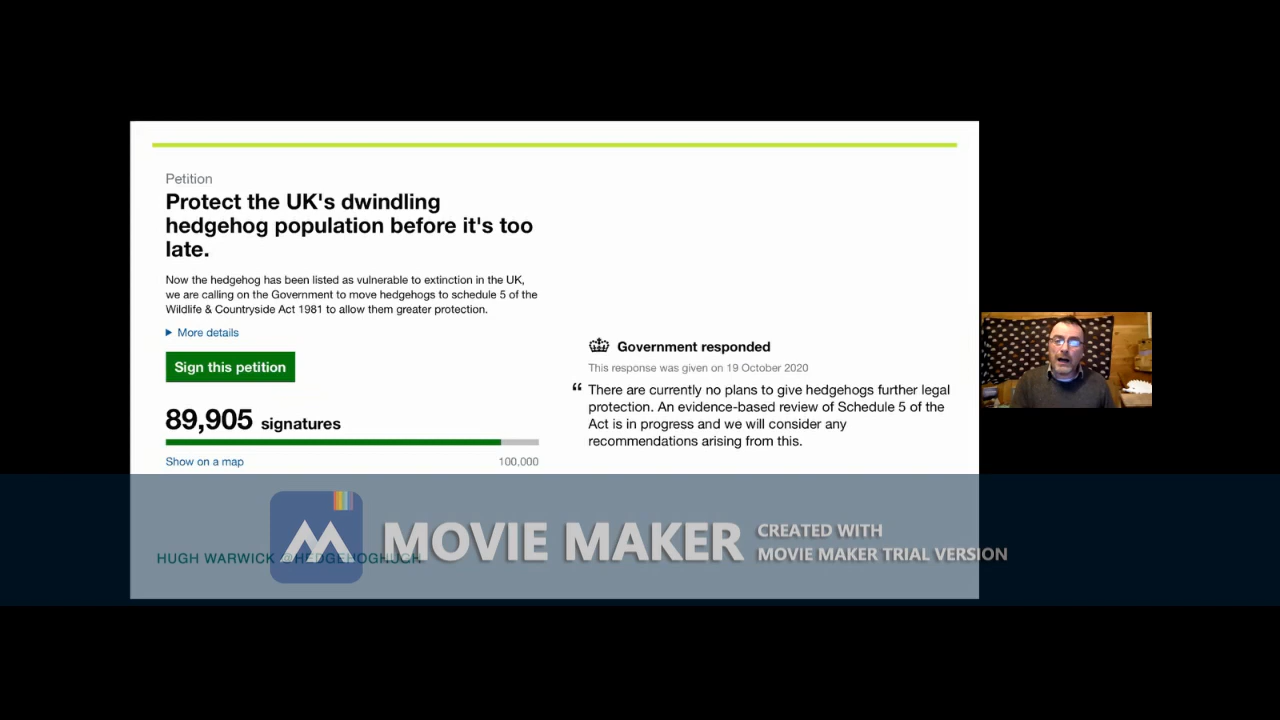 Petition
Protect the UK's dwindling
hedgehog population before it's too
late.
Now the hedgehog has been listed as vulnerable to extinction in the UK,
we are calling on the Government to move hedgehogs to schedule 5 of the
Wildlife & Countryside Act 1981 to allow them greater protection.
More details
Sign this petition
89,905 signatures
Show on a map
100,000
Government responded
This response was given on 19 October 2020
“ There are currently no plans to give hedgehogs further legal
protection. An evidence-based review of Schedule 5 of the
Act is in progress and we will consider any
recommendations arising from this.
HUGH WARWICK @HEDGEHOGHUGH
MOVIE MAKER
CREATED WITH
MOVIE MAKER TRIAL VERSION